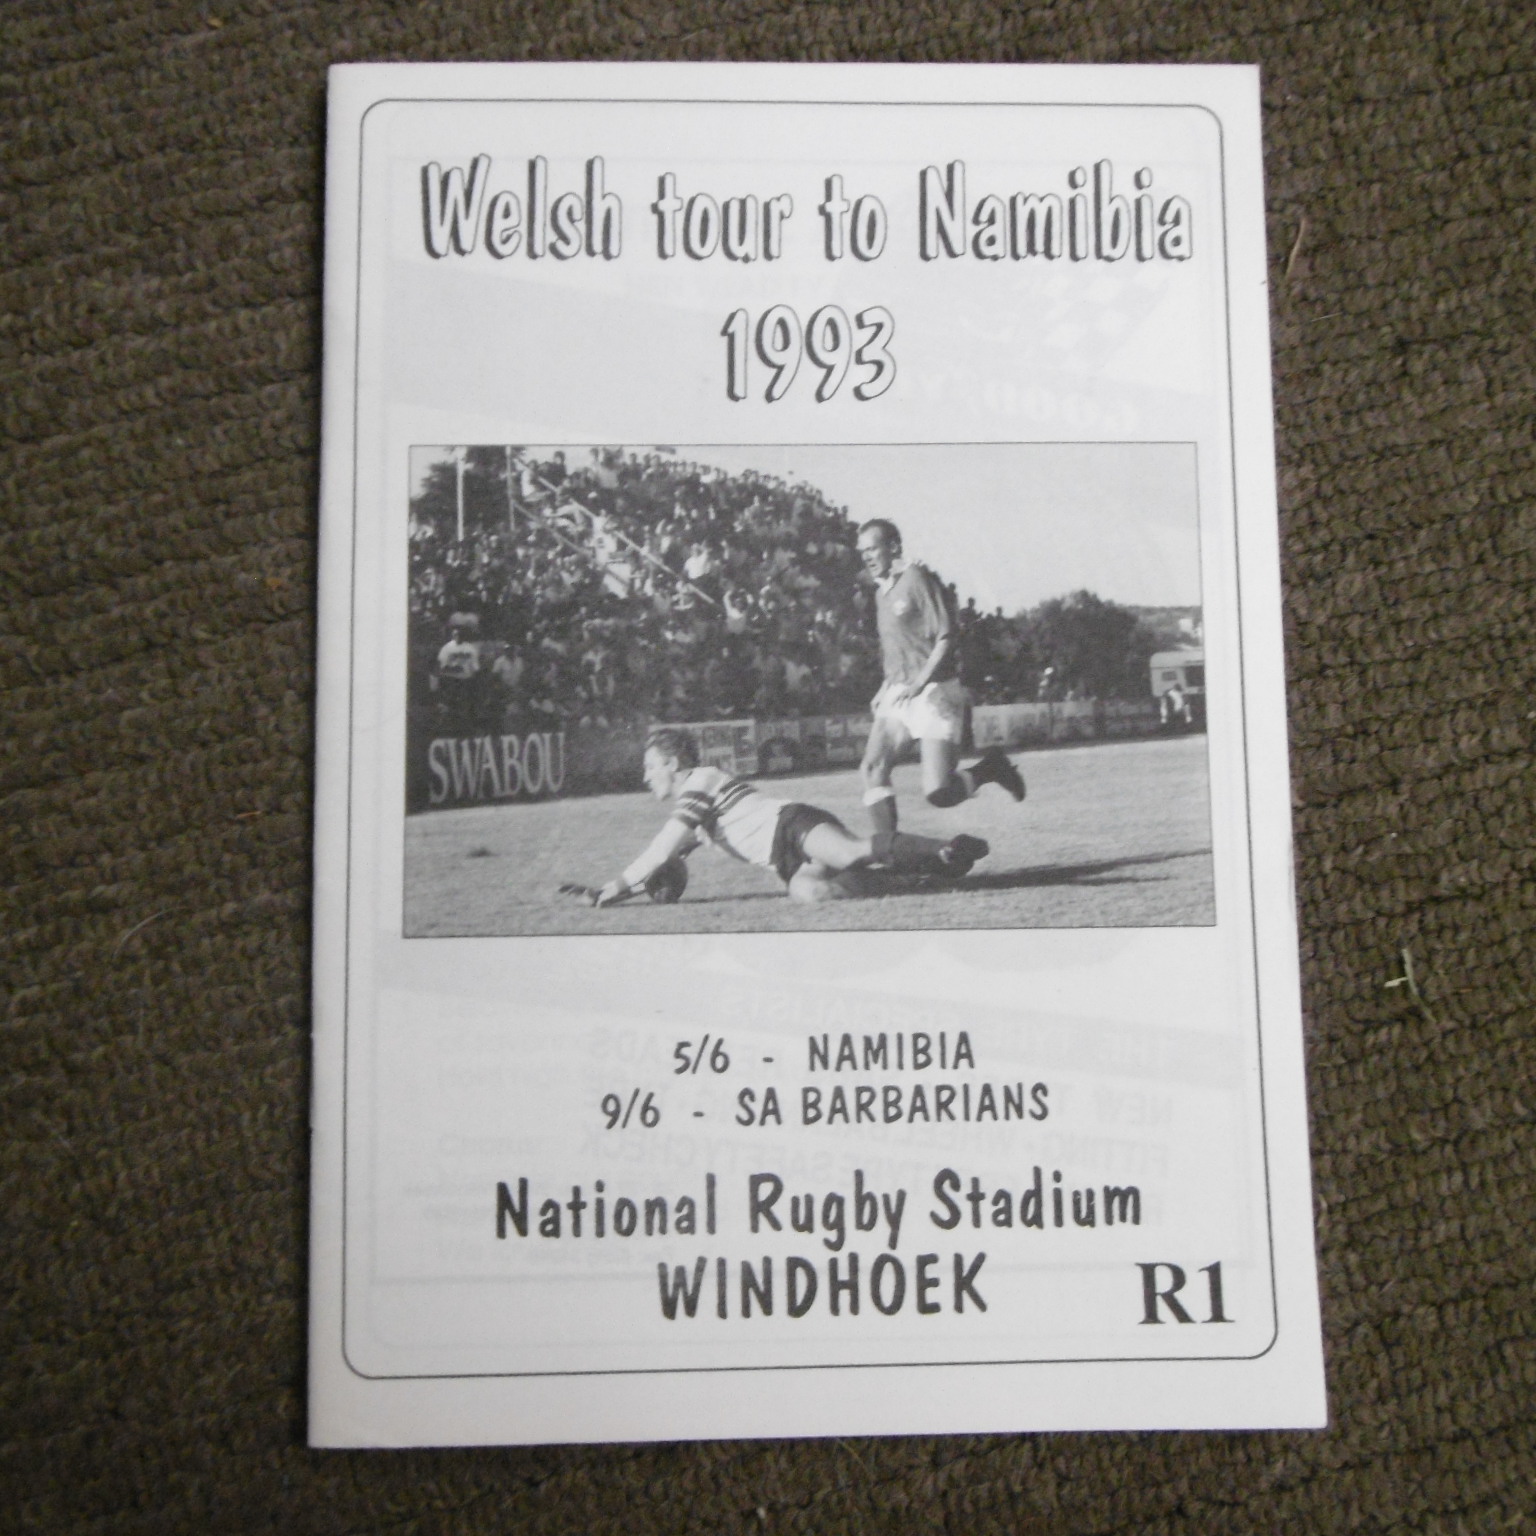 Welsh tour to Namibia
1993
SWABOU
5/6 - NAMIBIA
9/6 - SA BARBARIANS
National Rugby Stadium
WINDHOEK
R1